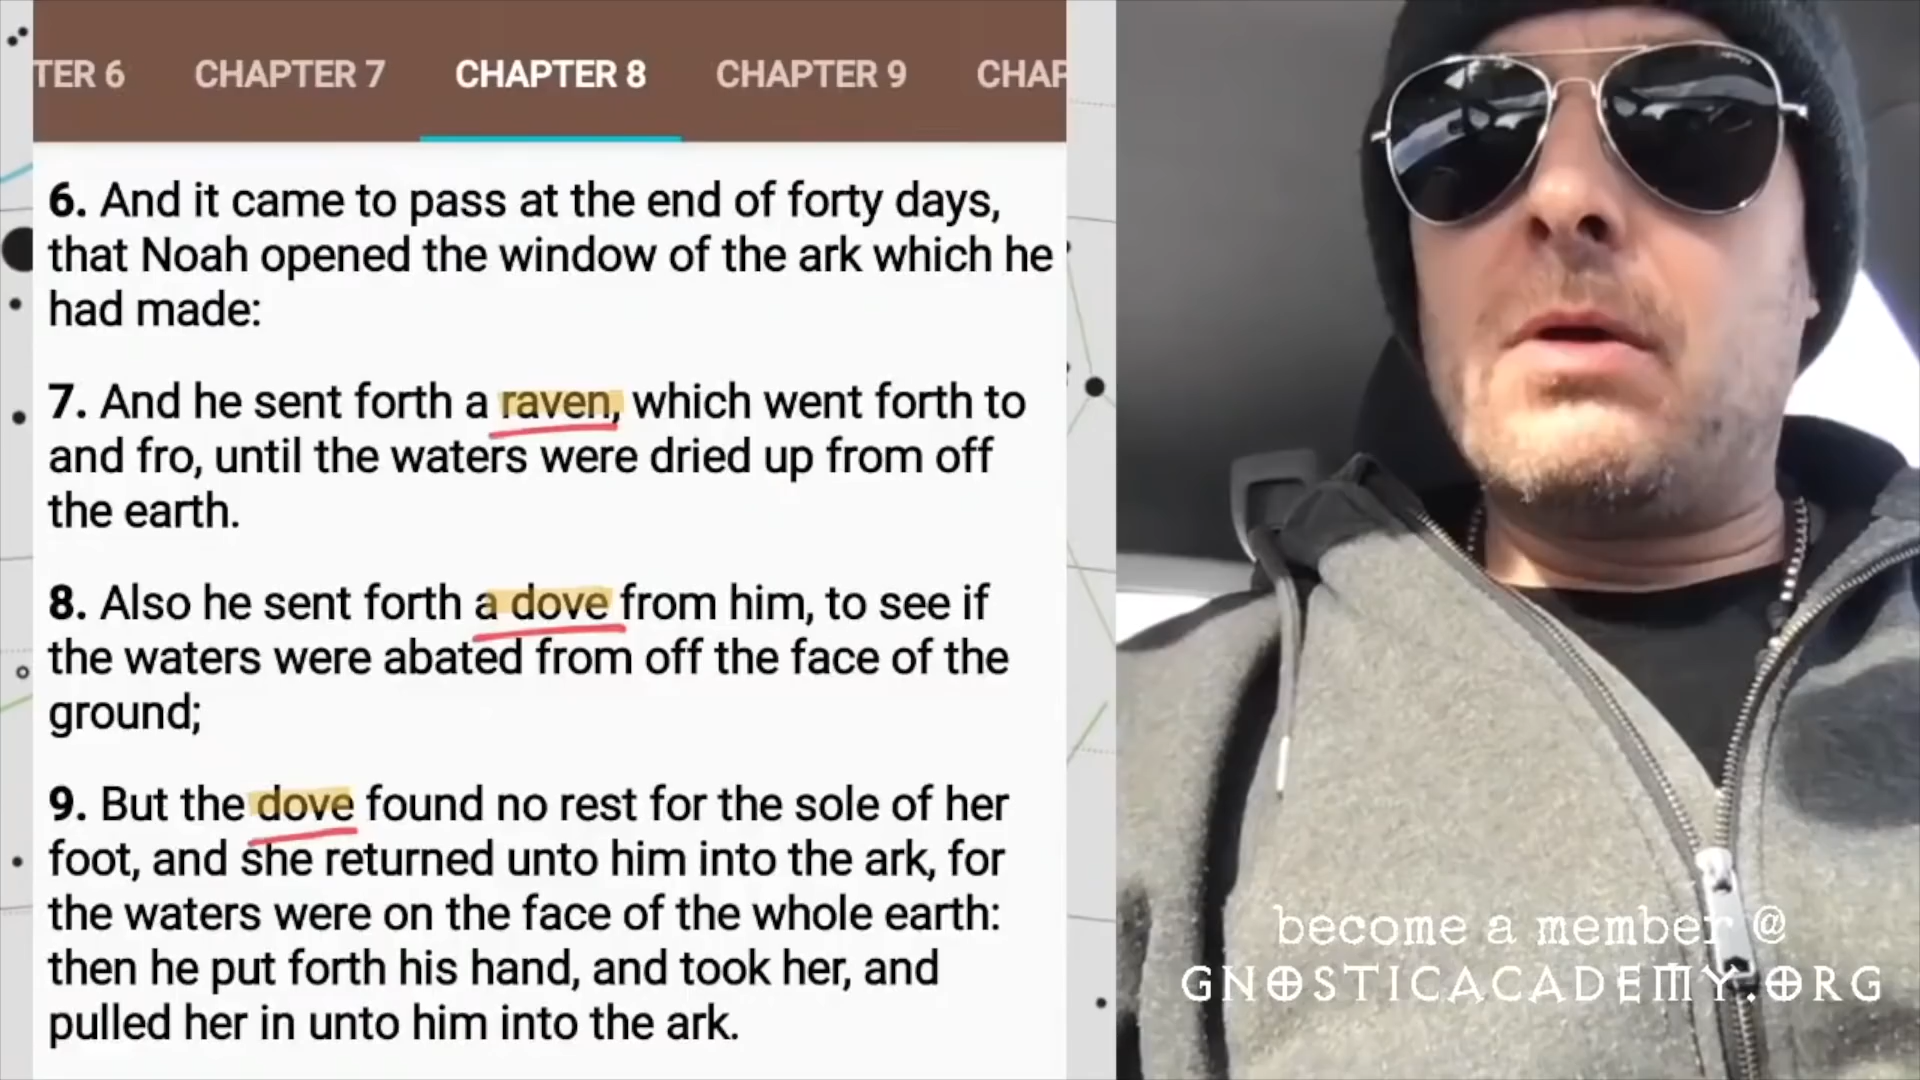 TER 6 CHAPTER 7 CHAPTER 8 CHAPTER 9 CHAP
6. And it came to pass at the end of forty days,
that Noah opened the window of the ark which he
had made:
7. And he sent forth a raven, which went forth to
and fro, until the waters were dried up from off
the earth.
8. Also he sent forth a dove from him, to see if
the waters were abated from off the face of the
ground;
9. But the dove found no rest for the sole of her
foot, and she returned unto him into the ark, for
the waters were on the face of the whole earth:
then he put forth his hand, and took her, and
pulled her in unto him into the ark.
become a member @
GNOSTICACADEMY.ORG